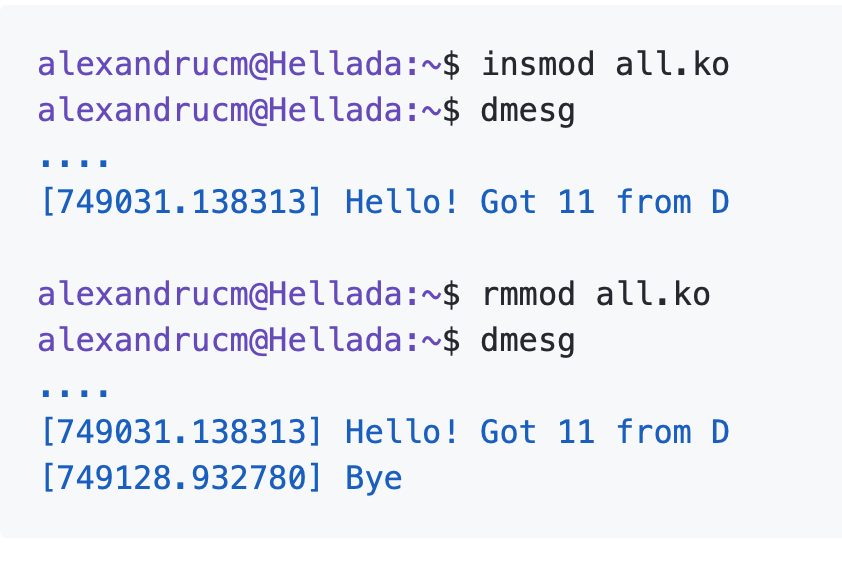 alexandrucm@Hellada:~$ insmod all.ko
alexandrucm@Hellada:~$ dmesg
....
[749031.138313] Hello! Got 11 from D
alexandrucm@Hellada:~$ rmmod all.ko
alexandrucm@Hellada:~$ dmesg
....
[749031.138313] Hello! Got 11 from D
[749128.932780] Bye